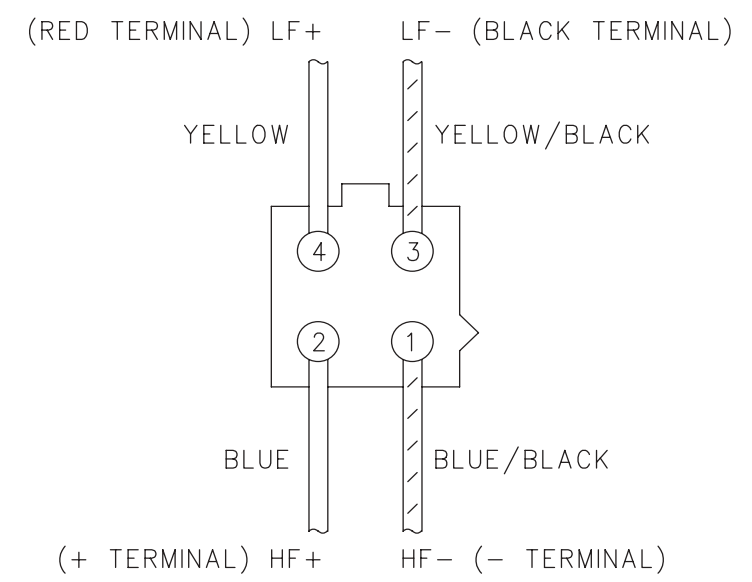 (RED TERMINAL) LF+ LF- (BLACK TERMINAL)
YELLOW YELLOW/BLACK
4 3
2 1
BLUE BLUE/BLACK
(+ TERMINAL) HF+ HF- (- TERMINAL)